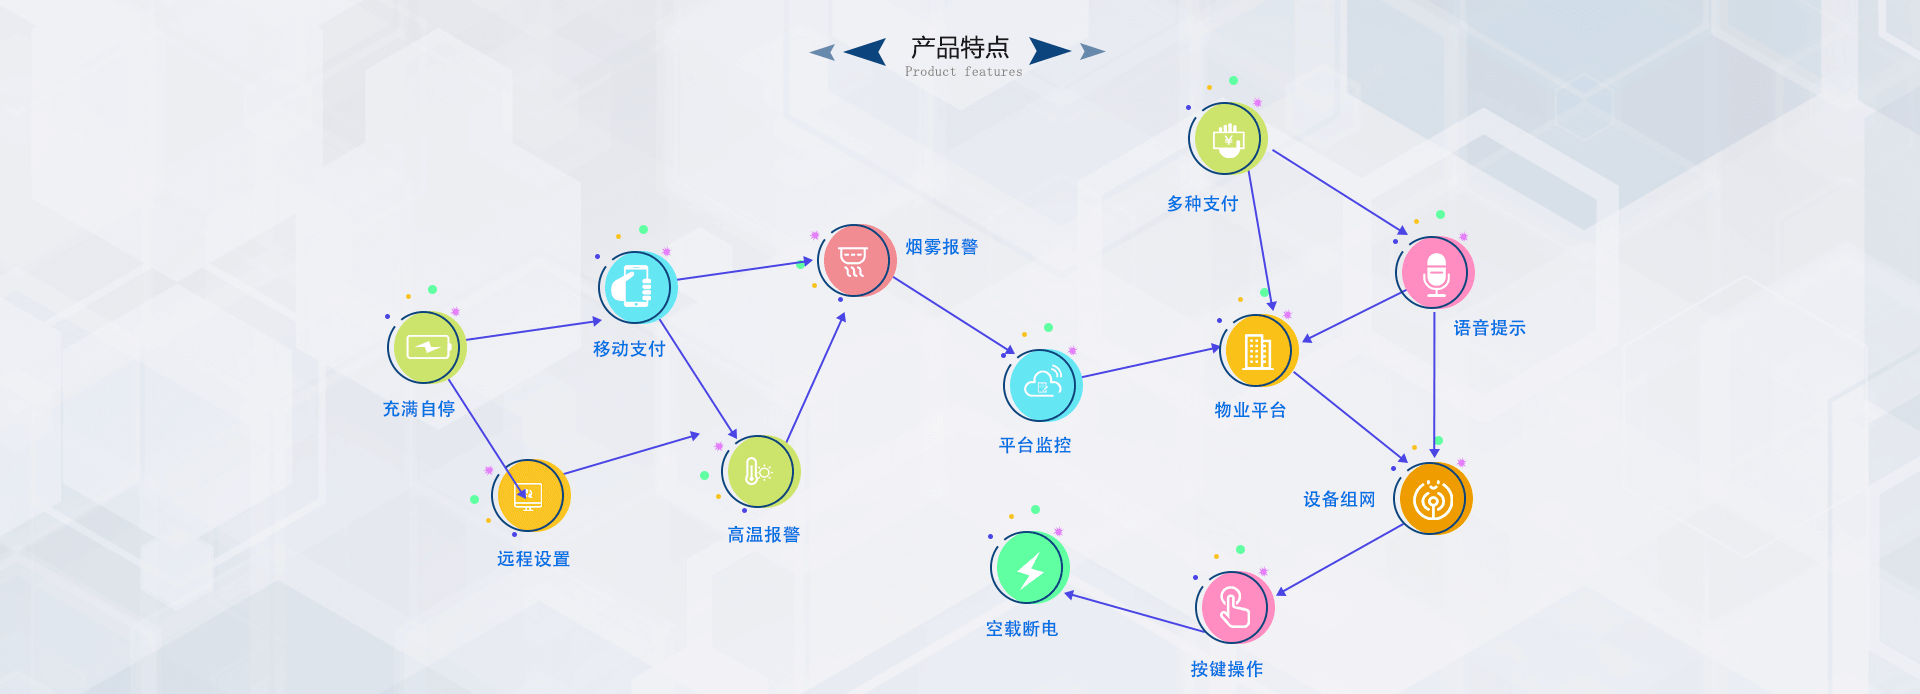 产品特点
Product features
多种支付
烟雾报警
语音提示
移动支付
充满自停
物业平台
平台监控
设备组网
高温报警
远程设置
空载断电
按键操作